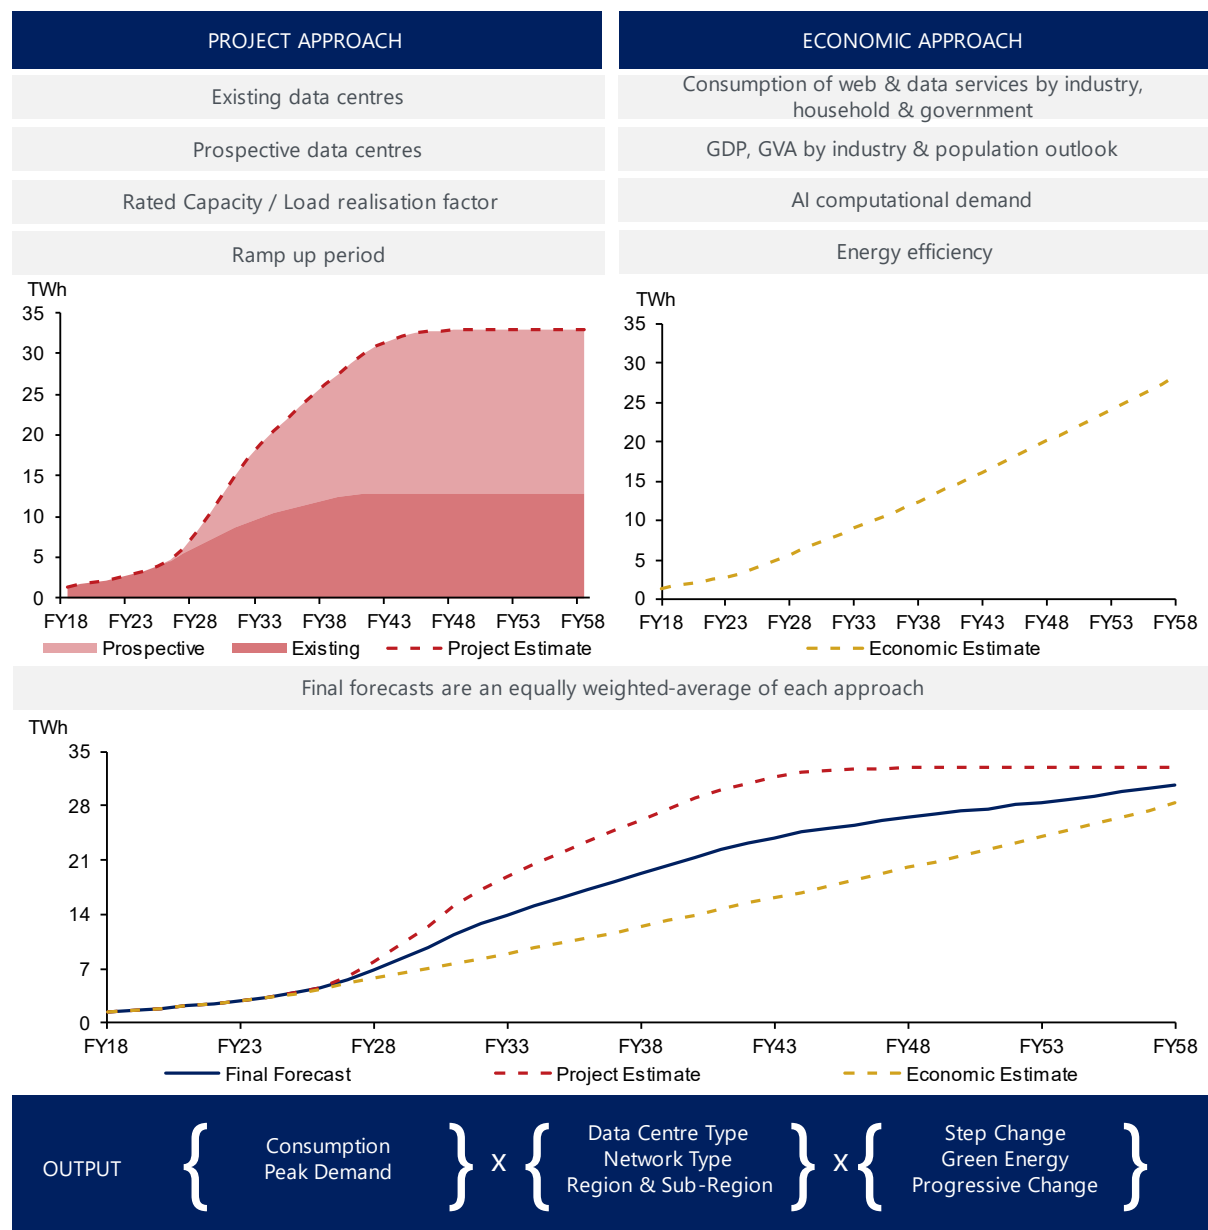 PROJECT APPROACH
Existing data centres
Prospective data centres
Rated Capacity / Load realisation factor
Ramp up period
ECONOMIC APPROACH
Consumption of web & data services by industry,
household & government
GDP, GVA by industry & population outlook
AI computational demand
Energy efficiency
TWh
35
30
25
20
15
10
5
0
FY18 FY23 FY28 FY33 FY38 FY43 FY48 FY53 FY58
Prospective Existing Project Estimate
TWh
35
30
25
20
15
10
5
0
FY18 FY23 FY28 FY33 FY38 FY43 FY48 FY53 FY58
Economic Estimate
Final forecasts are an equally weighted-average of each approach
TWh
35
28
21
14
7
0
FY18 FY23 FY28 FY33 FY38 FY43 FY48 FY53 FY58
Final Forecast Project Estimate Economic Estimate
OUTPUT
{
Consumption
Peak Demand
}
x
{
Data Centre Type
Network Type
Region & Sub-Region
}
x
{
Step Change
Green Energy
Progressive Change
}